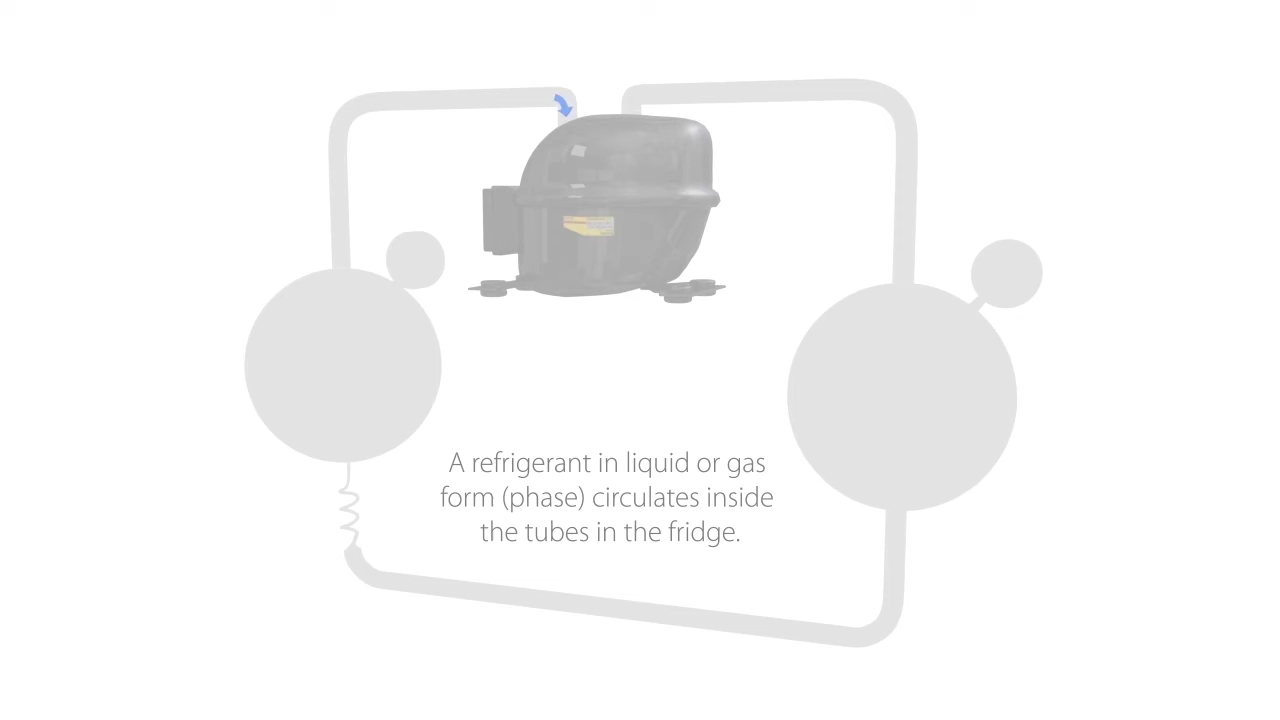 A refrigerant in liquid or gas
form (phase) circulates inside
the tubes in the fridge.